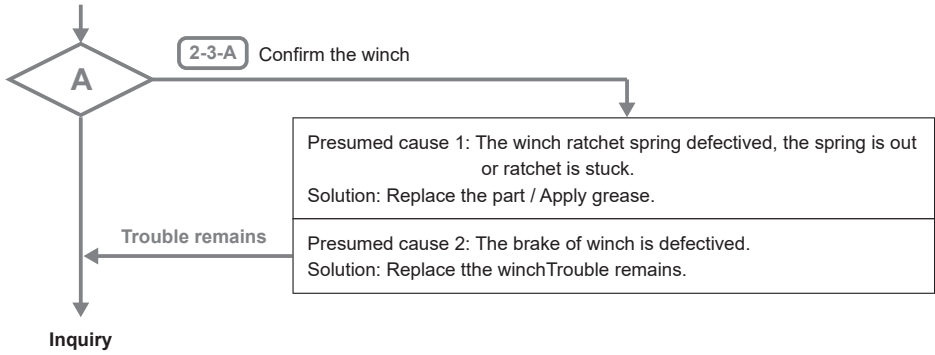 2-3-A Confirm the winch
A
Presumed cause 1: The winch ratchet spring defectived, the spring is out
or ratchet is stuck.
Solution: Replace the part / Apply grease.
Trouble remains
Presumed cause 2: The brake of winch is defectived.
Solution: Replace tthe winchTrouble remains.
Inquiry